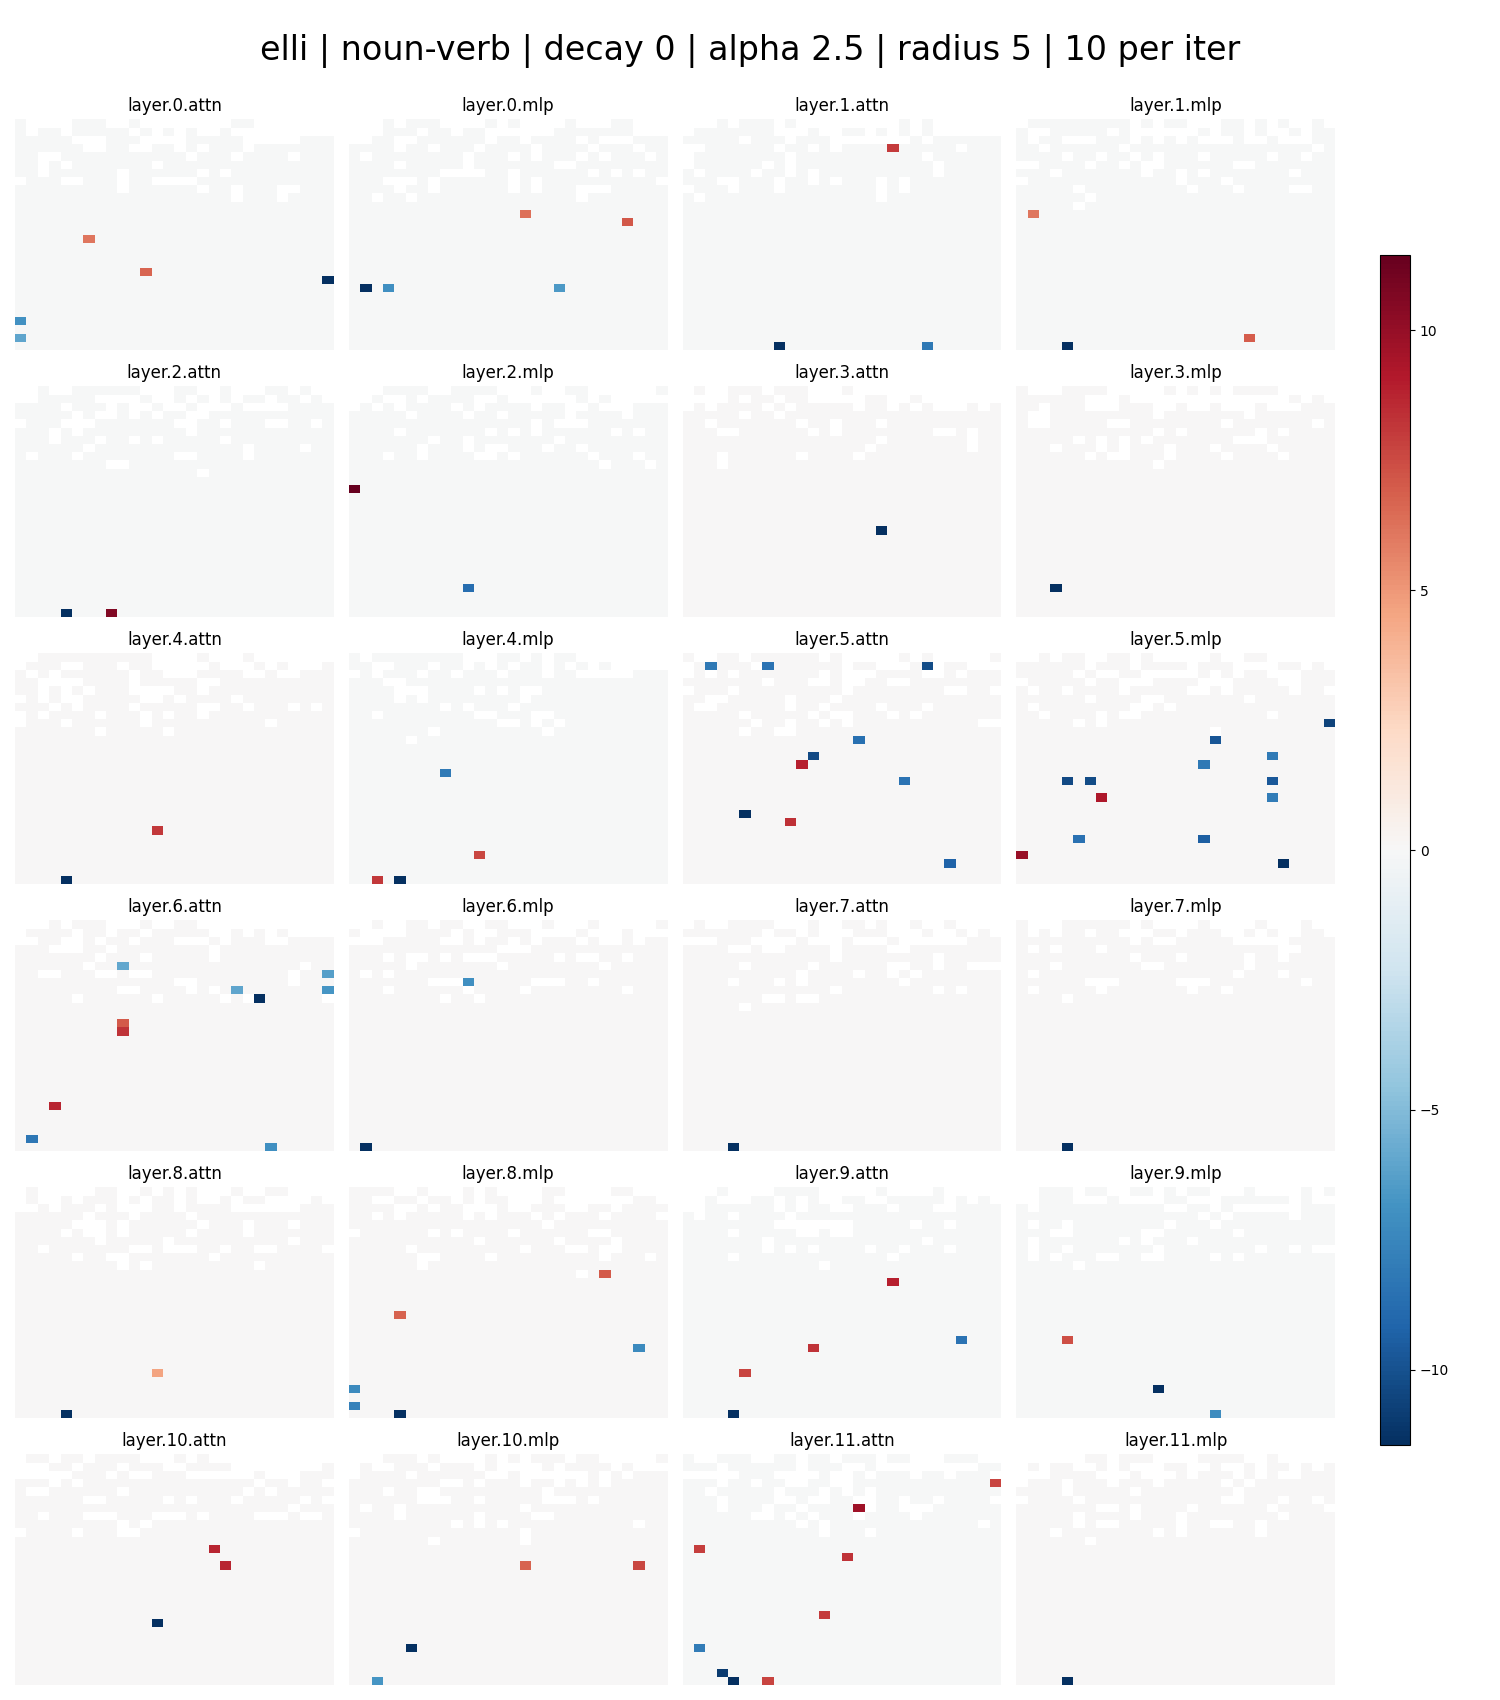 elli | noun-verb | decay 0 | alpha 2.5 | radius 5 | 10 per iter
layer.0.attn
layer.0.mlp
layer.1.attn
layer.1.mlp
layer.2.attn
layer.2.mlp
layer.3.attn
layer.3.mlp
layer.4.attn
layer.4.mlp
layer.5.attn
layer.5.mlp
layer.6.attn
layer.6.mlp
layer.7.attn
layer.7.mlp
layer.8.attn
layer.8.mlp
layer.9.attn
layer.9.mlp
layer.10.attn
layer.10.mlp
layer.11.attn
layer.11.mlp
10
5
0
−5
−10